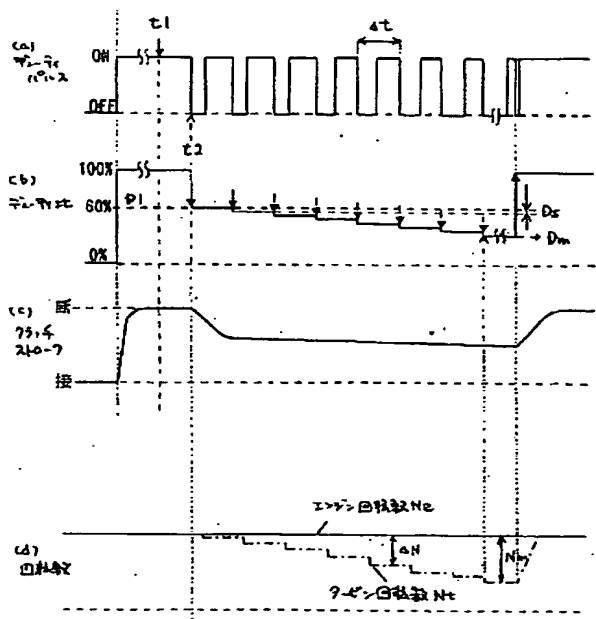 t1
Δt
(a)
デューティ
パルス
ON
OFF
t2
(b)
デューティ比
100%
60%
0%
D1
Ds
Dm
(c)
クラッチ
ストローク
断
接
エンジン回転数Ne
(d)
回転数
ΔN
Nm
タービン回転数Nt